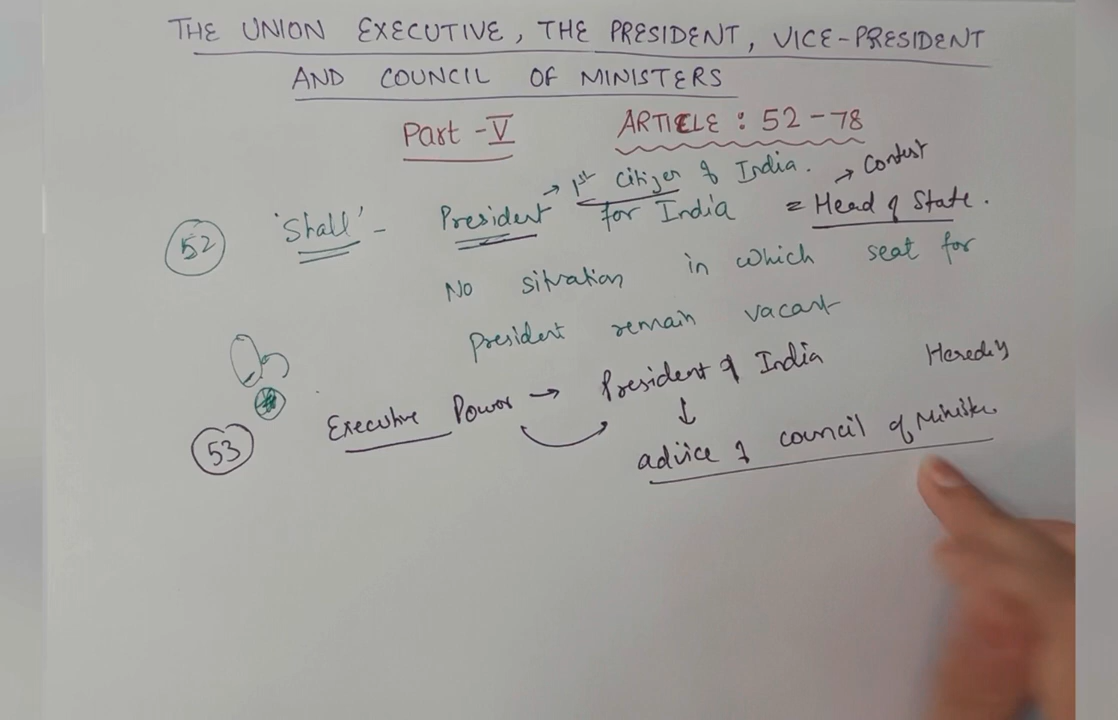 THE UNION EXECUTIVE, THE PRESIDENT, VICE-PRESIDENT
AND COUNCIL OF MINISTERS
Part - V ARTICLE : 52-78
→ 1st Citizen of India. → Contest
52 'Shall' - President for India = Head of State.
No situation in which seat for
president remain vacant
Executive Power → President of India
53
↓
advice of council of Minister